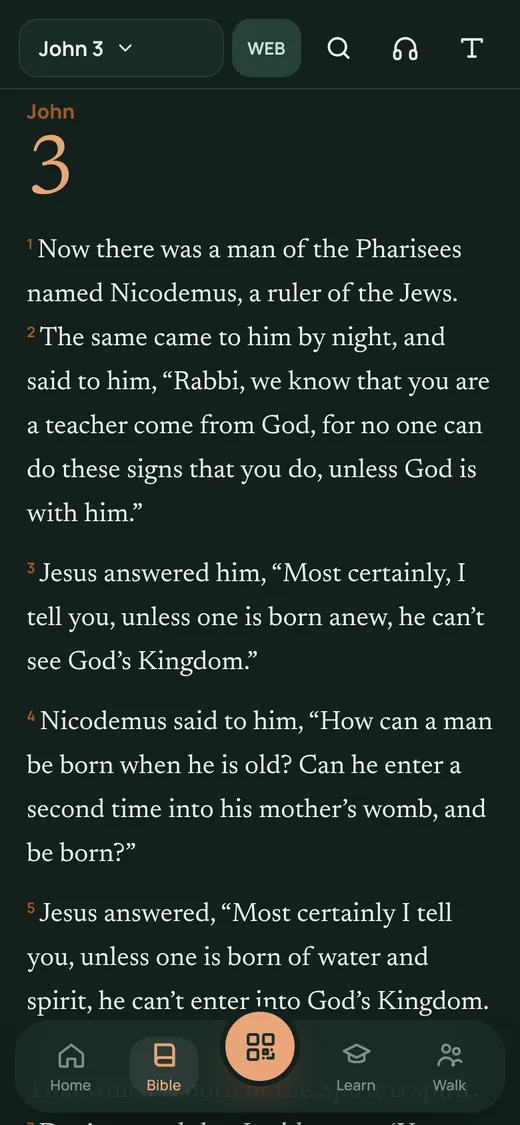 John 3
WEB
John
3
1 Now there was a man of the Pharisees
named Nicodemus, a ruler of the Jews.
2 The same came to him by night, and
said to him, “Rabbi, we know that you are
a teacher come from God, for no one can
do these signs that you do, unless God is
with him.”
3 Jesus answered him, “Most certainly, I
tell you, unless one is born anew, he can’t
see God’s Kingdom.”
4 Nicodemus said to him, “How can a man
be born when he is old? Can he enter a
second time into his mother’s womb, and
be born?”
5 Jesus answered, “Most certainly I tell
you, unless one is born of water and
spirit, he can’t enter into God’s Kingdom.
Home
Bible
Learn
Walk